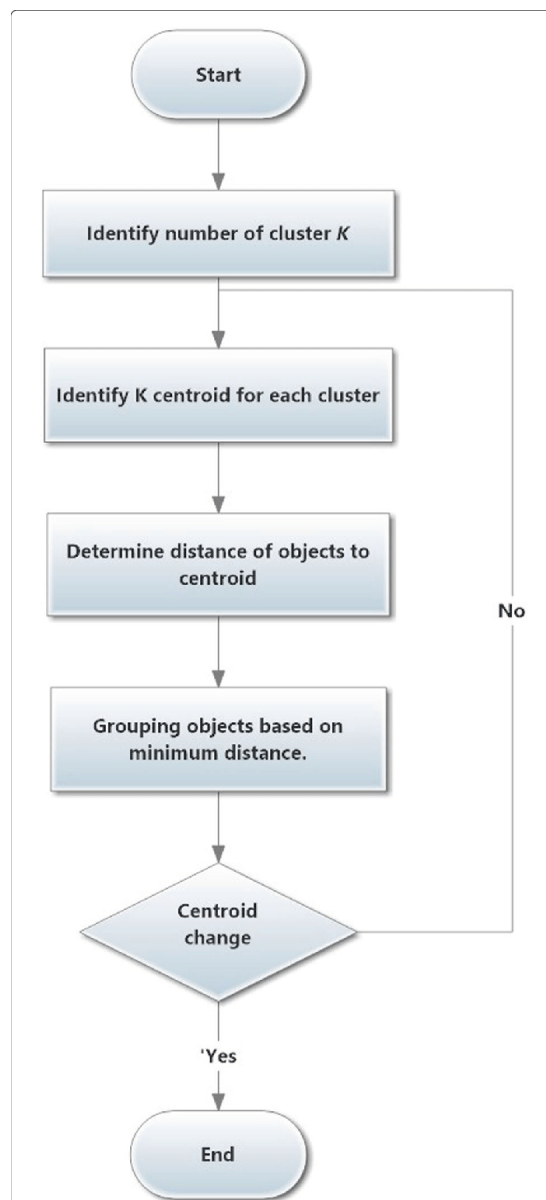 Start
Identify number of cluster K
Identify K centroid for each cluster
Determine distance of objects to
centroid
No
Grouping objects based on
minimum distance.
Centroid
change
'Yes
End